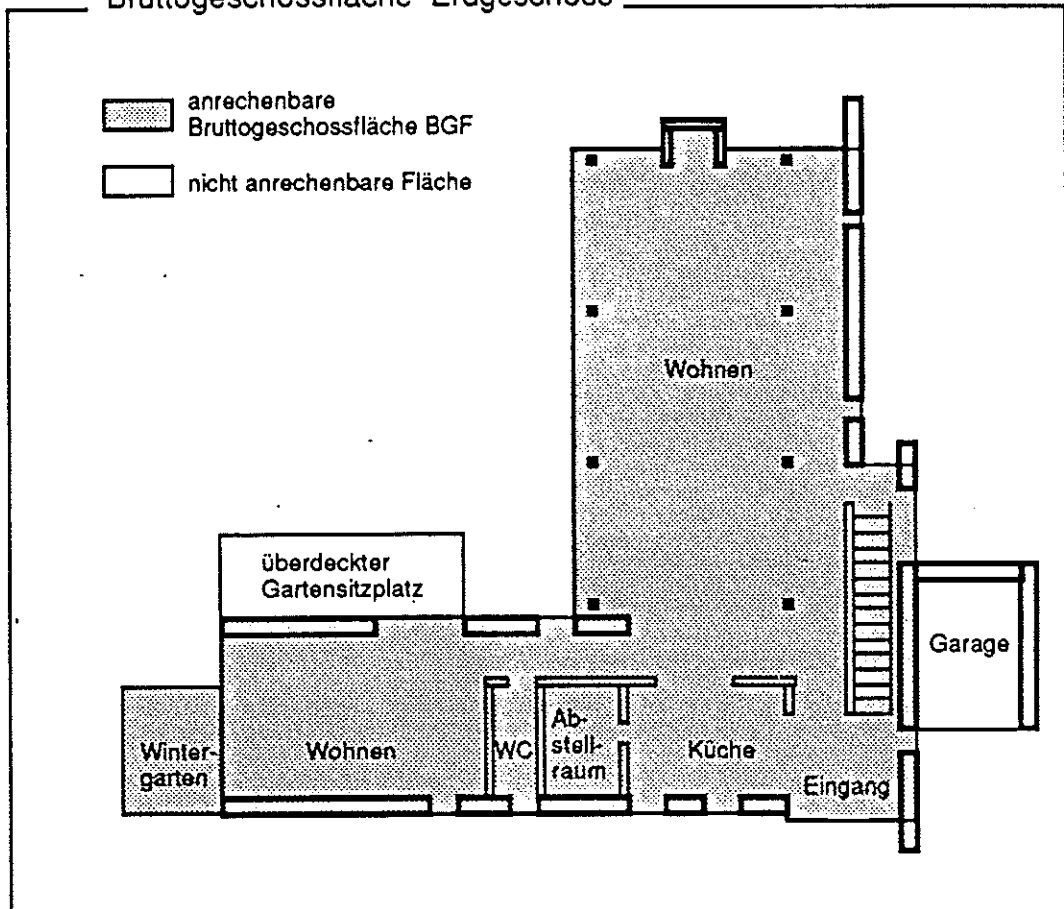 Bruttogeschossfläche Erdgeschoss
anrechenbare
Bruttogeschossfläche BGF
nicht anrechenbare Fläche
Wohnen
überdeckter
Gartensitzplatz
Garage
Winter-
garten
Wohnen
WC
Ab-
stell-
raum
Küche
Eingang